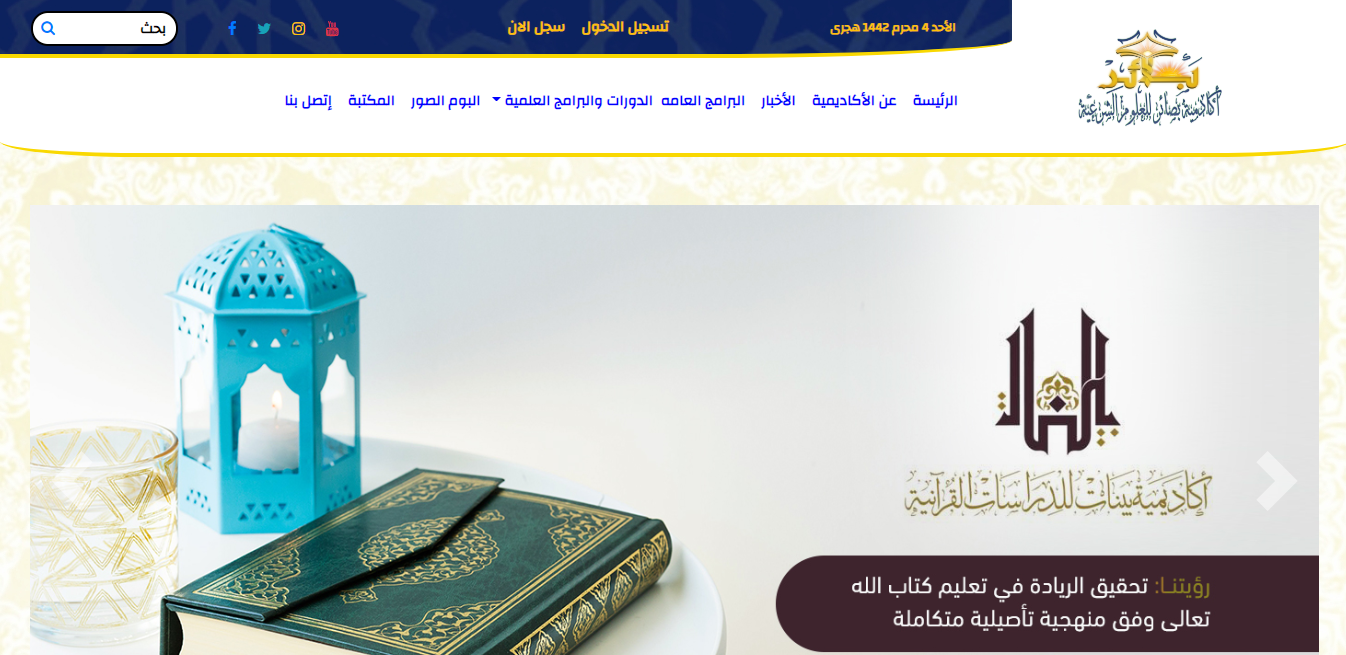 الأحد 4 محرم 1442 هجرى
تسجيل الدخول
سجل الان
بحث
بصائر
أكاديمية بصائر للعلوم الشرعية
الرئيسة
عن الأكاديمية
الأخبار
البرامج العامه
الدورات والبرامج العلمية
البوم الصور
المكتبة
إتصل بنا
بينات
أكاديمية بينات للدراسات القرآنية
رؤيتنـا: تحقيق الريادة في تعليم كتاب الله
تعالى وفق منهجية تأصيلية متكاملة